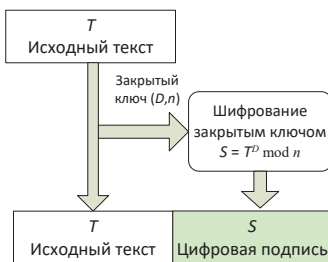 T
Исходный текст
Закрытый
ключ (D,n)
Шифрование
закрытым ключом
S = T^D mod n
T
Исходный текст
S
Цифровая подпись